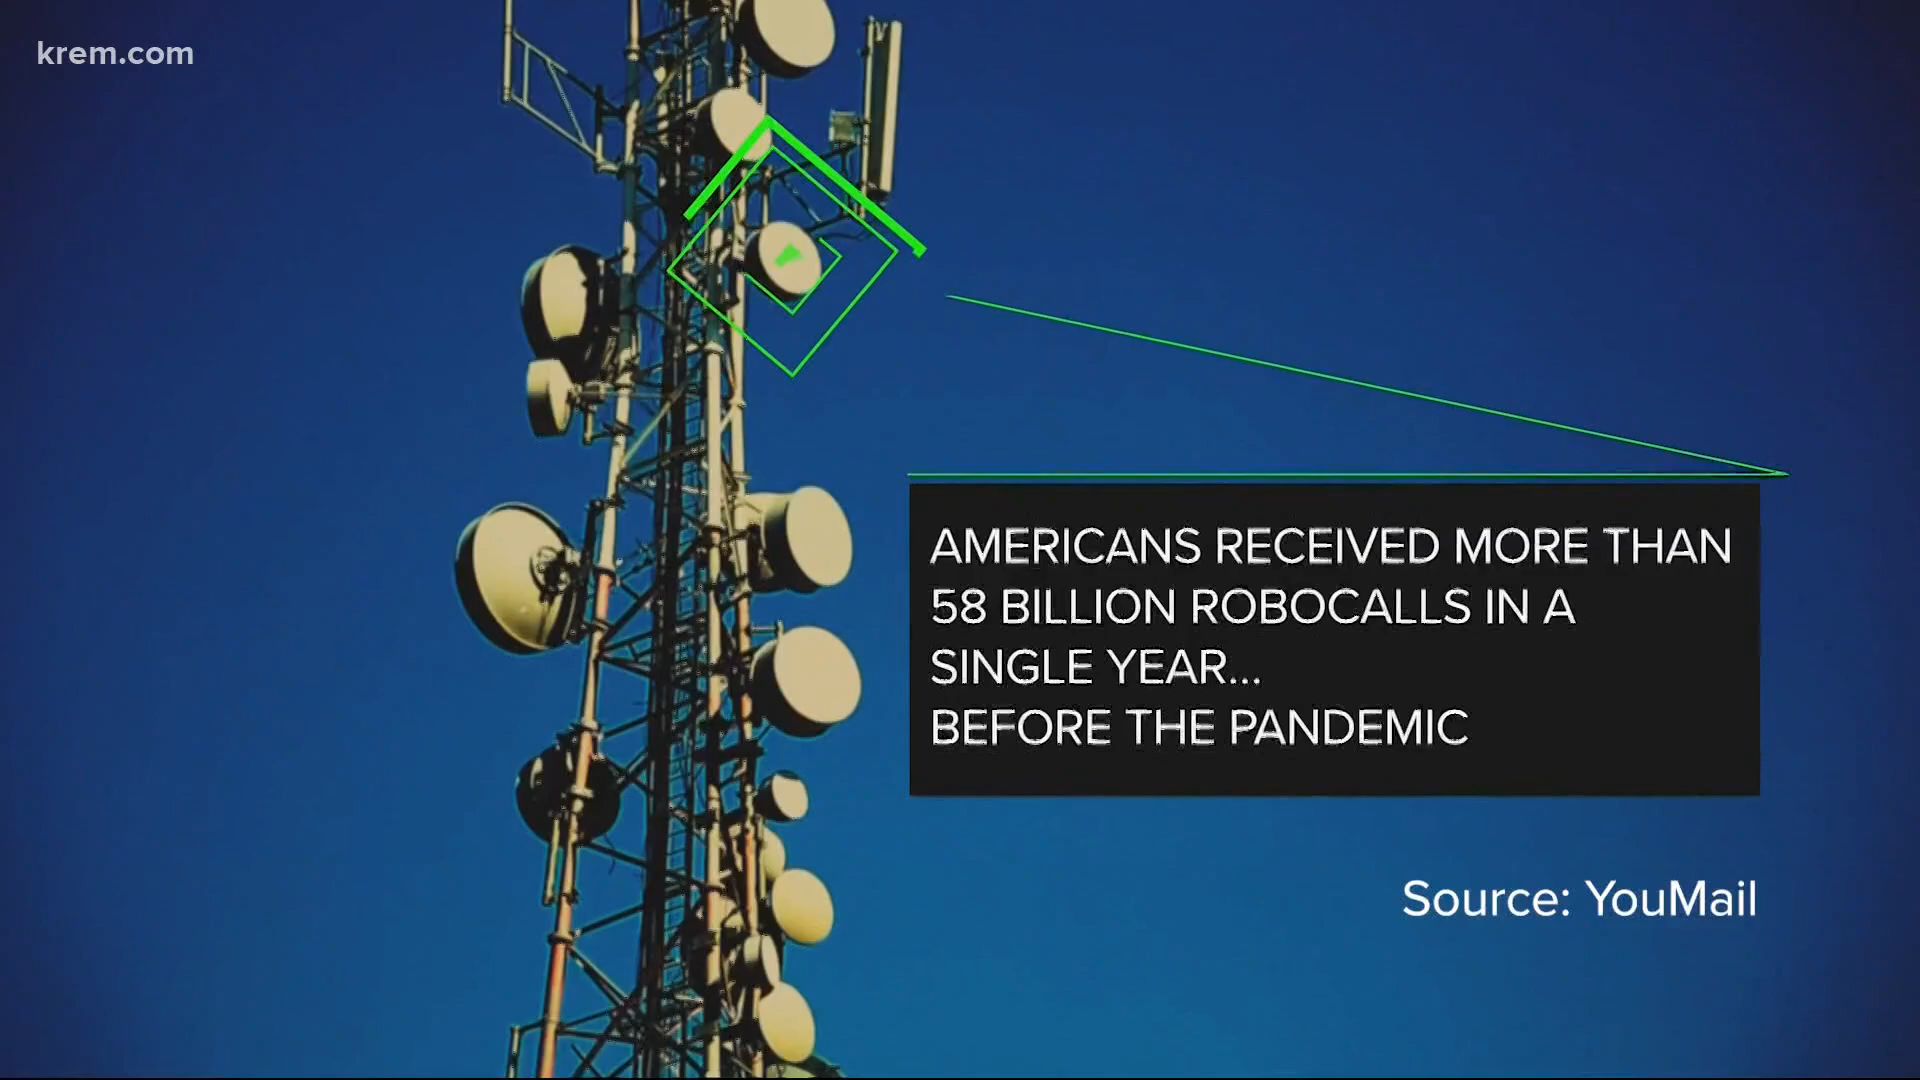 krem.com
AMERICANS RECEIVED MORE THAN
58 BILLION ROBOCALLS IN A
SINGLE YEAR...
BEFORE THE PANDEMIC
Source: YouMail